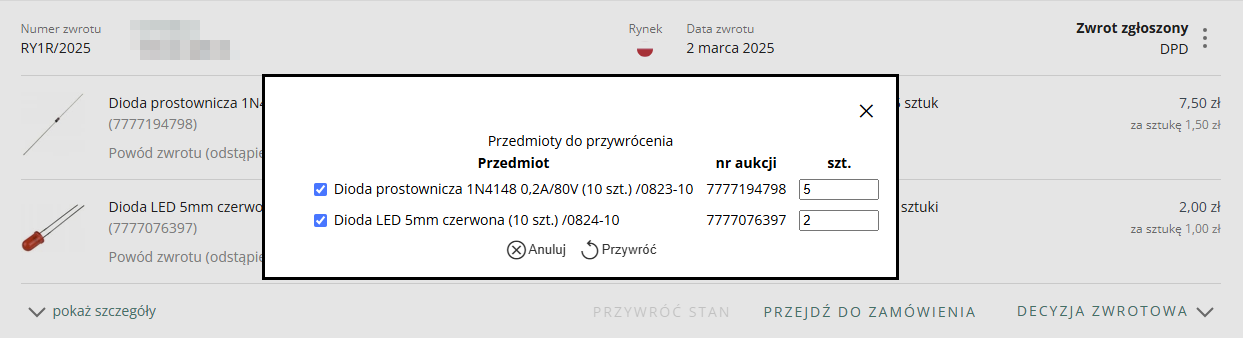 Numer zwrotu
RY1R/2025
Rynek
Data zwrotu
2 marca 2025
Zwrot zgłoszony
DPD
Dioda prostownicza 1N4
(7777194798)
Powód zwrotu (odstąpie
sztuk
7,50 zł
za sztukę 1,50 zł
Przedmioty do przywrócenia
Przedmiot nr aukcji szt.
Dioda prostownicza 1N4148 0,2A/80V (10 szt.) /0823-10 7777194798 5
Dioda LED 5mm czerwona (10 szt.) /0824-10 7777076397 2
Anuluj Przywróć
Dioda LED 5mm czerwo
(7777076397)
Powód zwrotu (odstąpie
sztuki
2,00 zł
za sztukę 1,00 zł
pokaż szczegóły
PRZYWRÓĆ STAN
PRZEJDŹ DO ZAMÓWIENIA
DECYZJA ZWROTOWA